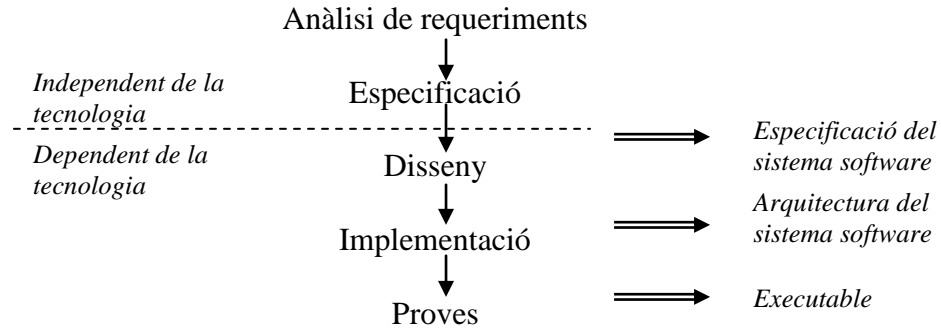 Anàlisi de requeriments
Independent de la
tecnologia
Especificació
Dependent de la
tecnologia
Disseny
Especificació del
sistema software
Implementació
Arquitectura del
sistema software
Proves
Executable